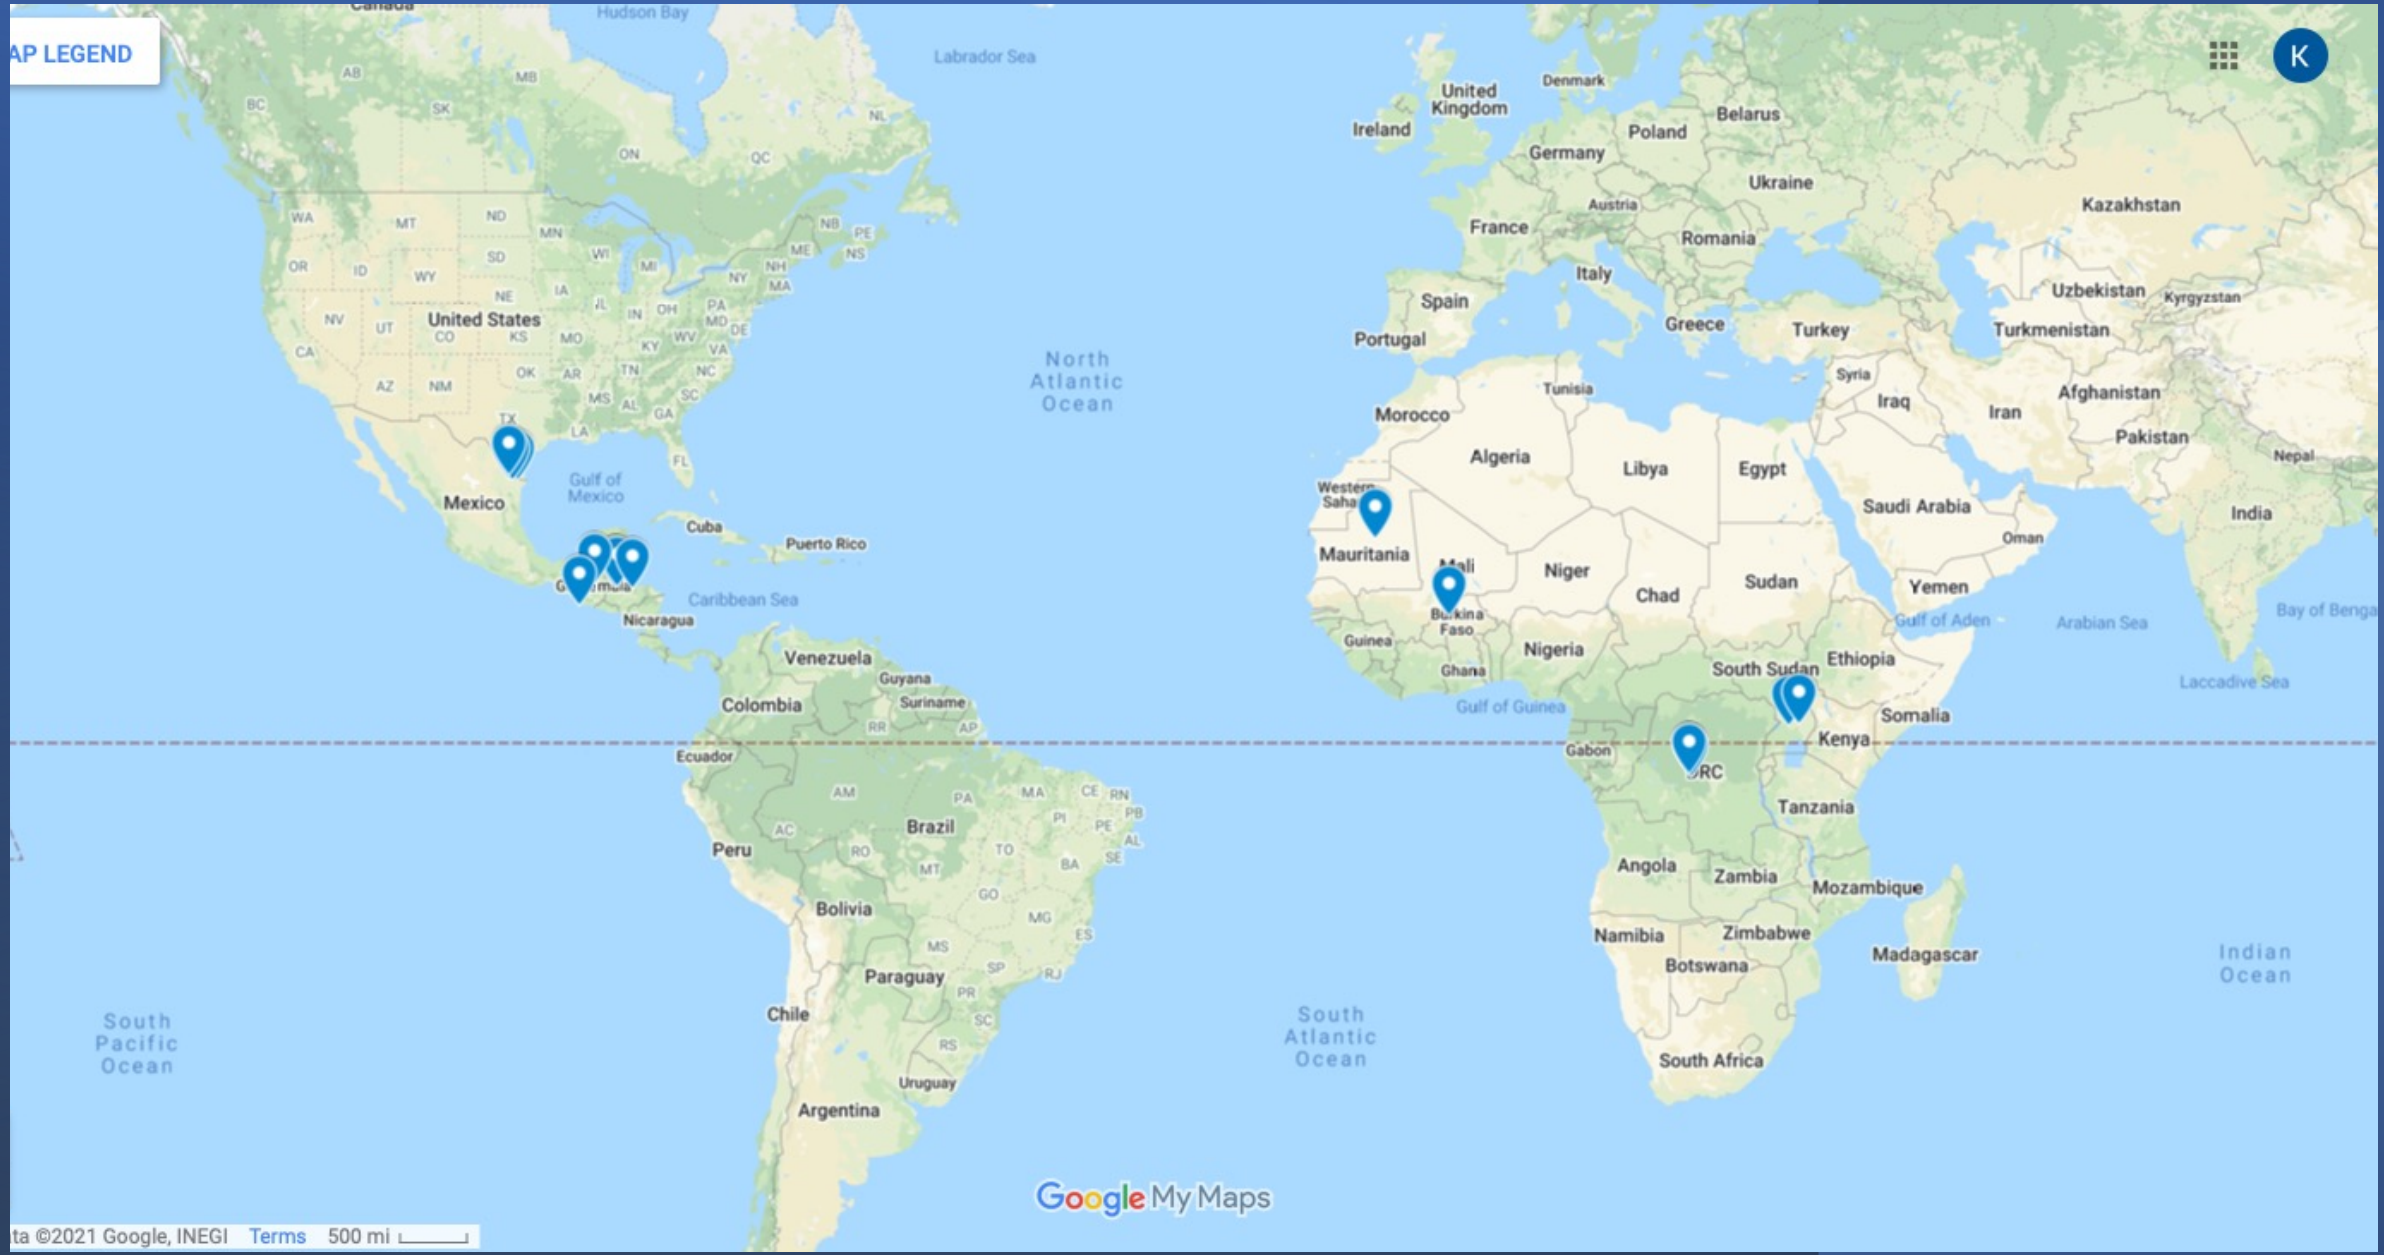 Canada
Hudson Bay
Labrador Sea
AP LEGEND
K
AB
MB
BC
SK
NL
ON
QC
United
Kingdom
Denmark
Ireland
Belarus
Poland
Germany
Ukraine
Austria
Kazakhstan
France
Romania
WA
MT
ND
MN
NB
PE
OR
ID
SD
WI
MI
ME
NS
WY
NH
NY
MA
Italy
NE
IA
IL
IN
OH
PA
Spain
Uzbekistan
Kyrgyzstan
NV
UT
United States
CO
KS
MO
WV
MD
DE
Portugal
Greece
Turkey
Turkmenistan
CA
KY
VA
North
Atlantic
Ocean
AZ
NM
OK
AR
TN
NC
Tunisia
Syria
Afghanistan
MS
AL
SC
GA
Morocco
Iraq
Iran
TX
LA
Pakistan
FL
Algeria
Libya
Egypt
Nepal
Gulf of
Mexico
Mexico
Western
Saha
Saudi Arabia
India
Cuba
Puerto Rico
Oman
Mauritania
Mali
Niger
Chad
Sudan
Yemen
Caribbean Sea
Nicaragua
Burkina
Faso
Gulf of Aden
Arabian Sea
Bay of Benga
Guinea
Nigeria
Venezuela
Ghana
South Sudan
Ethiopia
Guyana
Laccadive Sea
Colombia
Suriname
Gulf of Guinea
Somalia
RR
AP
Ecuador
Gabon
Kenya
DRC
AM
PA
MA
CE
RN
Tanzania
PI
PB
AC
Brazil
PE
AL
Peru
RO
TO
BA
SE
MT
Angola
Zambia
GO
Mozambique
Bolivia
MG
MS
ES
Namibia
Zimbabwe
Paraguay
SP
RJ
Botswana
Madagascar
Indian
Ocean
PR
Chile
SC
South
Pacific
Ocean
South
Atlantic
Ocean
RS
South Africa
Uruguay
Argentina
Google My Maps
ta ©2021 Google, INEGI Terms 500 mi